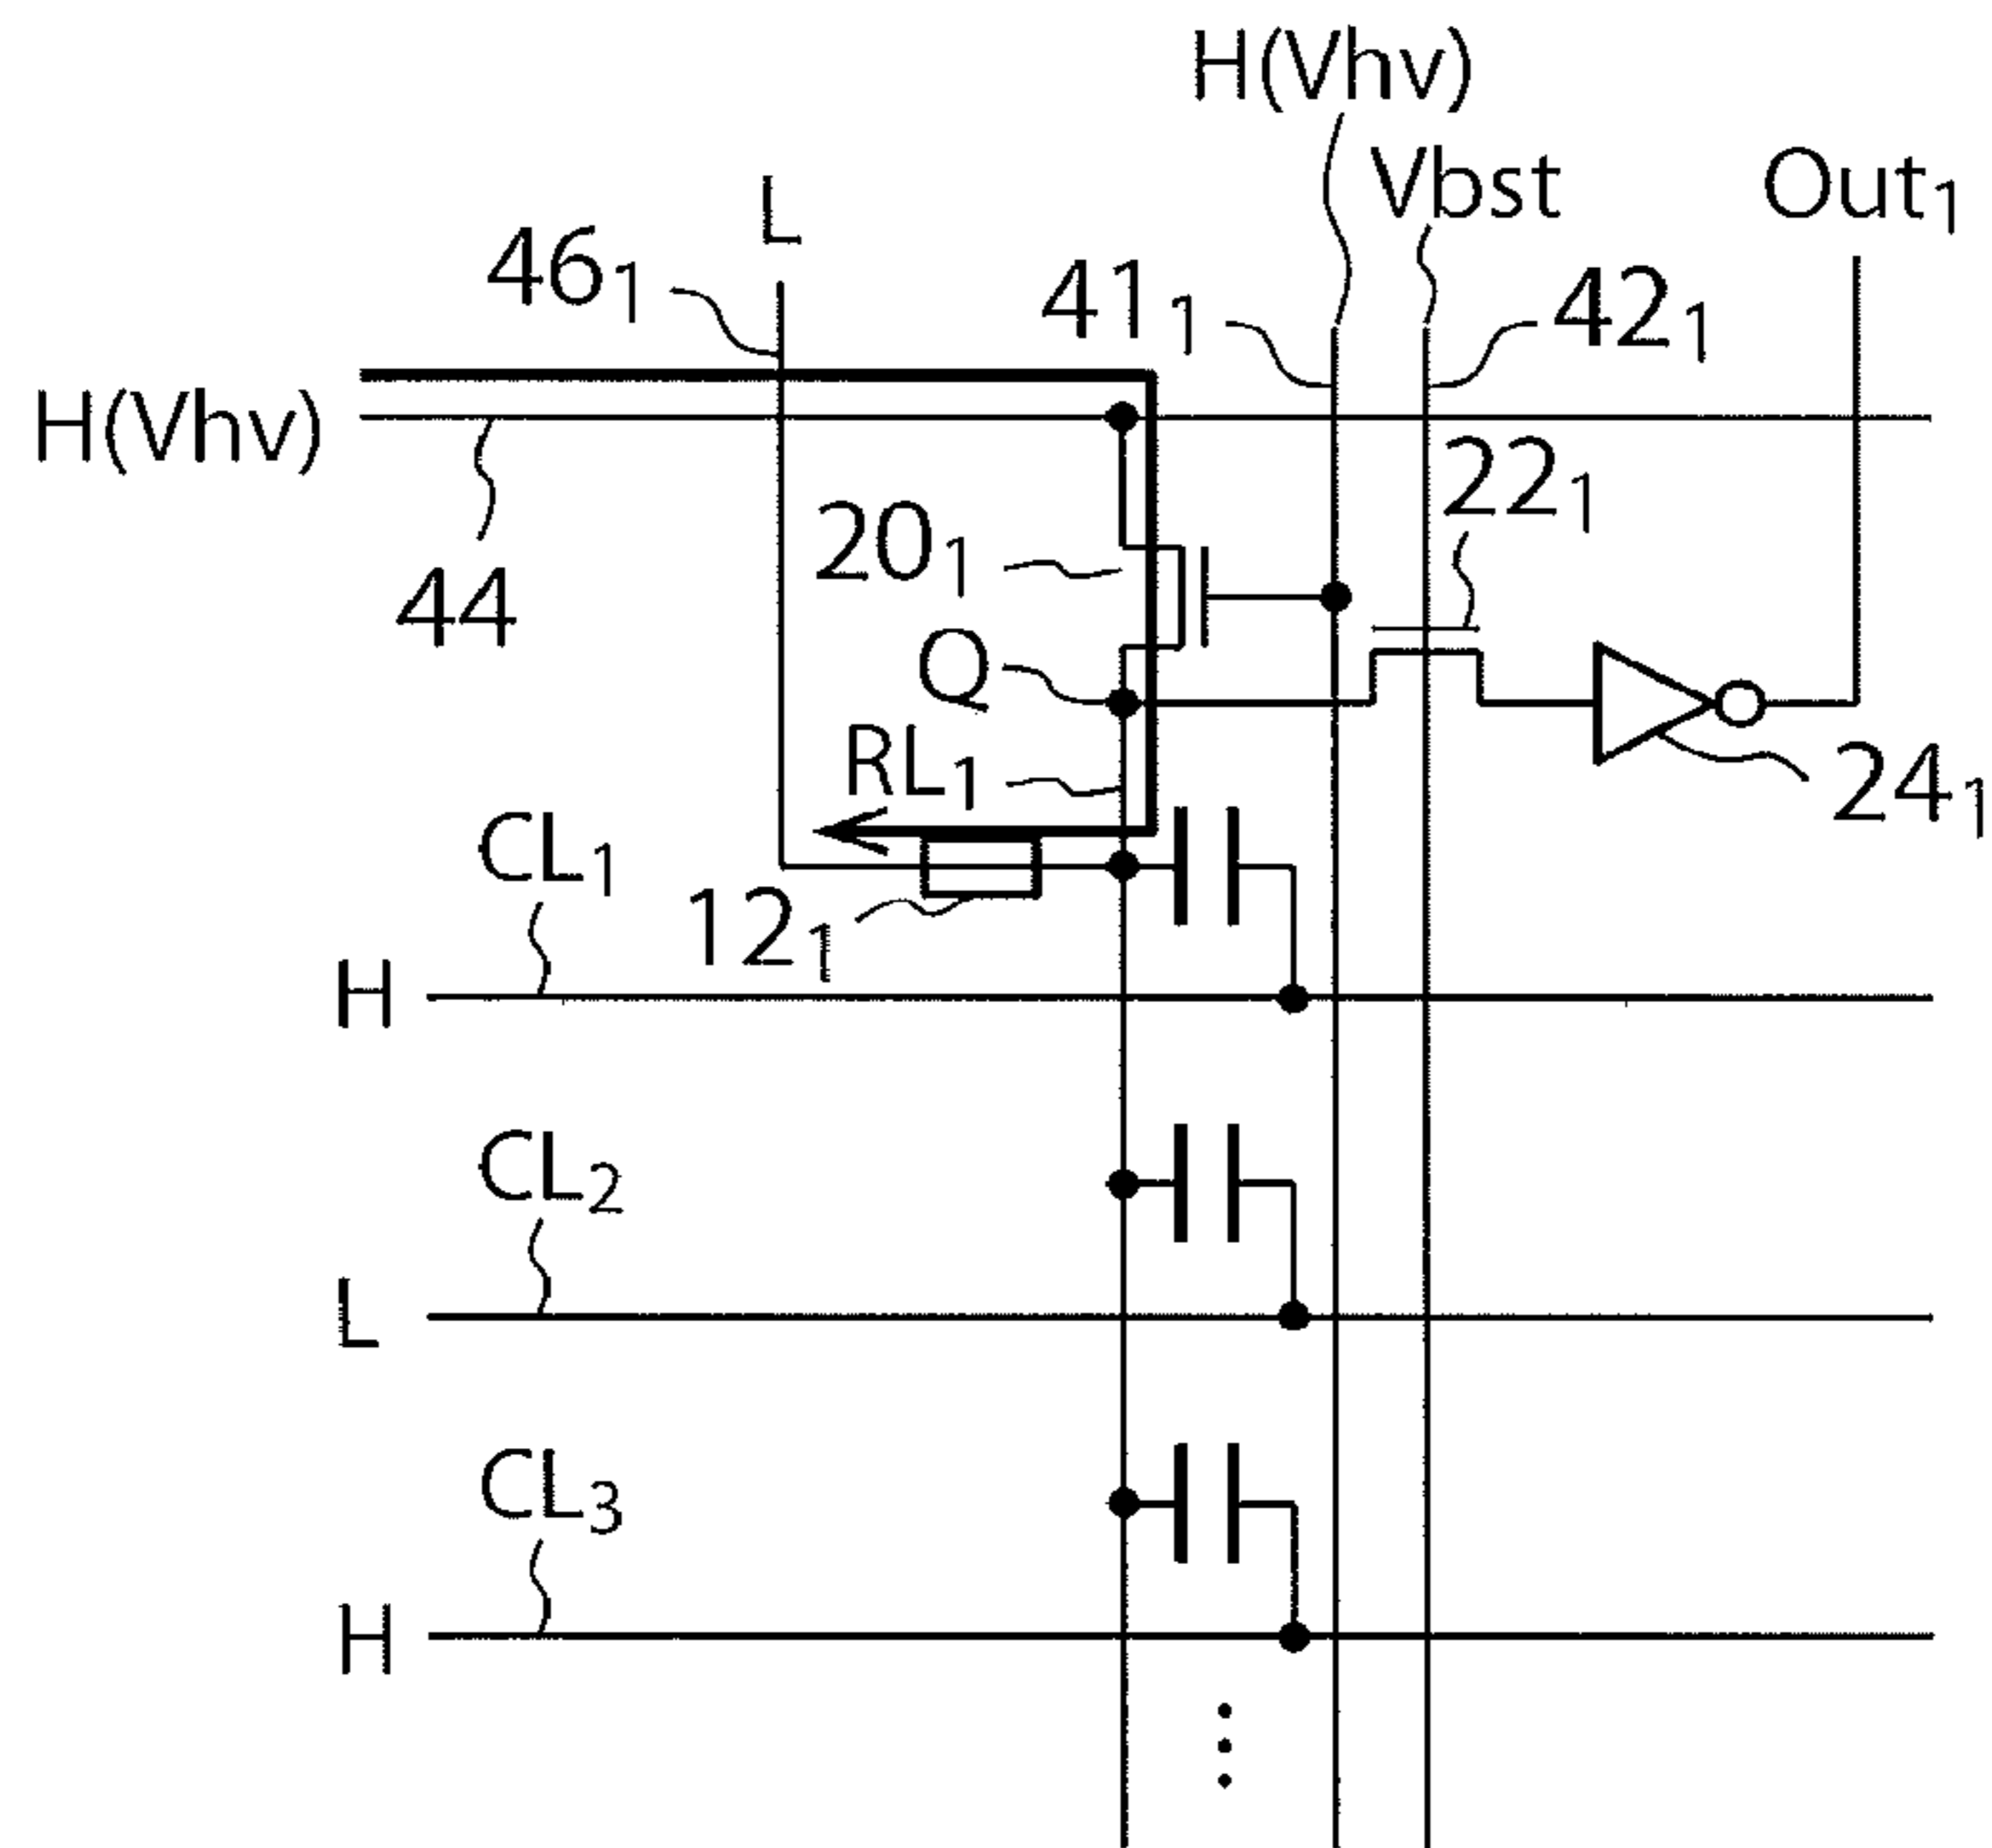 H(Vhv)
Vbst
Out1
L
461
411
421
H(Vhv)
44
201
221
Q
RL1
241
CL1
121
H
CL2
L
CL3
H